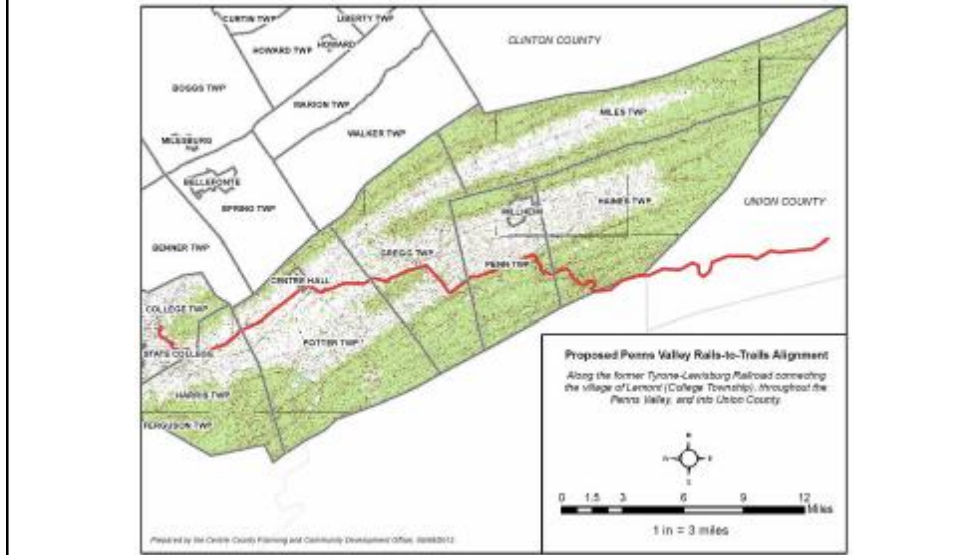 CURTIN TWP
LIBERTY TWP
HOWARD TWP
HOWARD
CLINTON COUNTY
BOGGS TWP
MARION TWP
MILES TWP
WALKER TWP
MILESBURG
BELLEFONTE
SPRING TWP
MILLHEIM
HAINES TWP
UNION COUNTY
BENNER TWP
GREGG TWP
PENN TWP
CENTRE HALL
COLLEGE TWP
POTTER TWP
STATE COLLEGE
HARRIS TWP
FERGUSON TWP
Proposed Penns Valley Rails-to-Trails Alignment
Along the former Tyrone-Lewisburg Railroad connecting
the village of Lemont (College Township), throughout the
Penns Valley, and into Union County.
N
W E
S
0 1.5 3 6 9 12
Miles
1 in = 3 miles
Prepared by the Centre County Planning and Community Development Office,